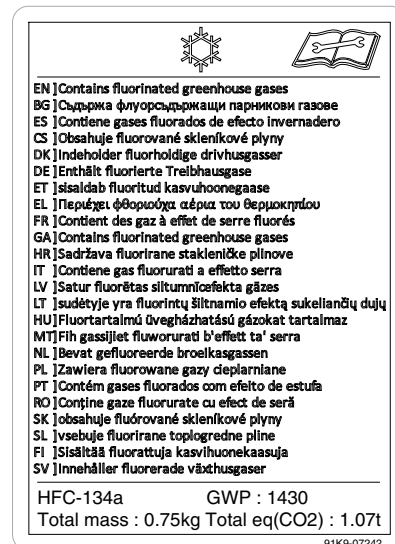 EN ]Contains fluorinated greenhouse gases
BG ]Съдържа флуорсъдържащи парникови газове
ES ]Contiene gases fluorados de efecto invernadero
CS ]Obsahuje fluorované skleníkové plyny
DK ]Indeholder fluorholdige drivhusgasser
DE ]Enthält fluorierte Treibhausgase
ET ]sisaldab fluoritud kasvuhoonegaase
EL ]Περιέχει φθοριούχα αέρια του θερμοκηπίου
FR ]Contient des gaz à effet de serre fluorés
GA]Contains fluorinated greenhouse gases
HR]Sadržava fluorirane stakleničke plinove
IT ]Contiene gas fluorurati a effetto serra
LV ]Satur fluorētas siltumnīcefekta gāzes
LT ]sudėtyje yra fluorintų šiltnamio efektą sukeliančių dujų
HU]Fluortartalmú üvegházhatású gázokat tartalmaz
MT]Fih gassijiet fluworurati b'effett ta' serra
NL ]Bevat gefluoreerde broeikasgassen
PL ]Zawiera fluorowane gazy cieplarniane
PT ]Contém gases fluorados com efeito de estufa
RO]Conține gaze fluorurate cu efect de seră
SK ]obsahuje fluórované skleníkové plyny
SL ]vsebuje fluorirane toplogredne pline
FI ]Sisältää fluorattuja kasvihuonekaasuja
SV ]Innehåller fluorerade växthusgaser
HFC-134a GWP : 1430
Total mass : 0.75kg Total eq(CO2) : 1.07t
91K9-07242